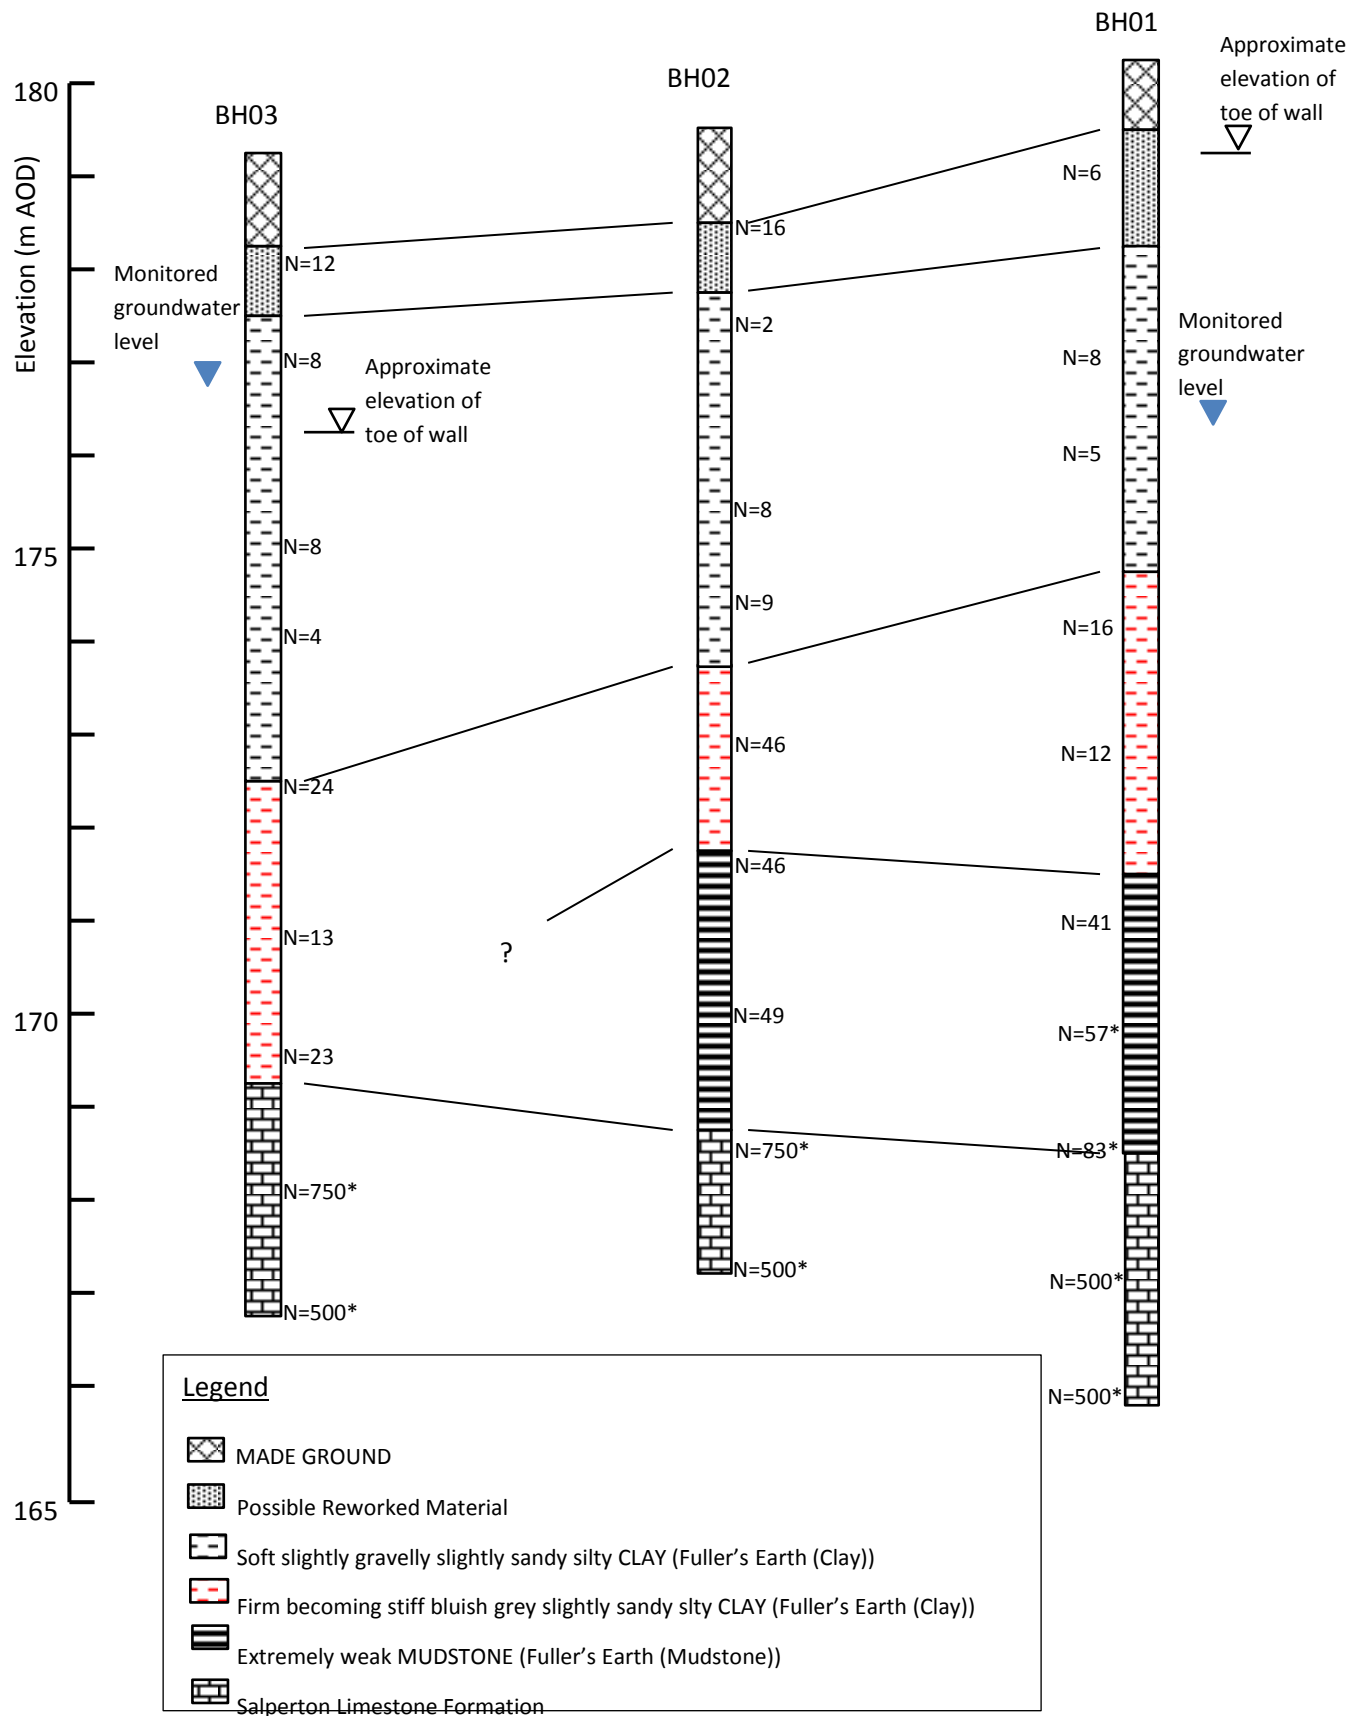 BH01
Approximate
elevation of
toe of wall
BH02
BH03
180
175
170
165
Elevation (m AOD)
Monitored
groundwater
level
Approximate
elevation of
toe of wall
Monitored
groundwater
level
N=12
N=8
N=8
N=4
N=24
N=13
N=23
N=750*
N=500*
?
N=16
N=2
N=8
N=9
N=46
N=46
N=49
N=750*
N=500*
N=6
N=8
N=5
N=16
N=12
N=41
N=57*
N=83*
N=500*
N=500*
Legend
MADE GROUND
Possible Reworked Material
Soft slightly gravelly slightly sandy silty CLAY (Fuller's Earth (Clay))
Firm becoming stiff bluish grey slightly sandy slty CLAY (Fuller's Earth (Clay))
Extremely weak MUDSTONE (Fuller's Earth (Mudstone))
Salperton Limestone Formation